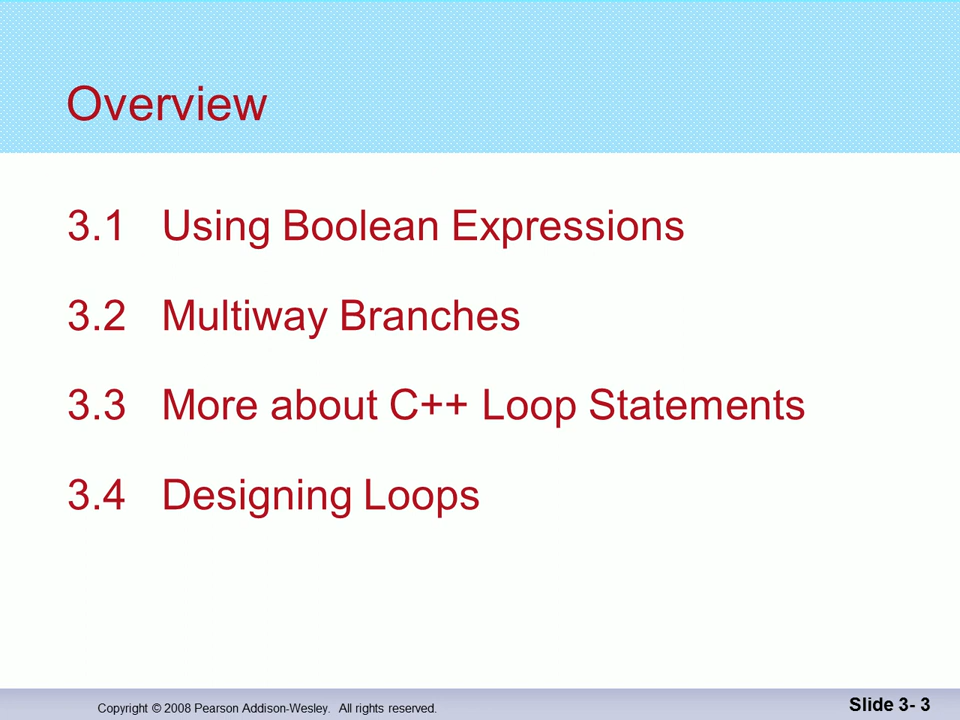 Overview
3.1 Using Boolean Expressions
3.2 Multiway Branches
3.3 More about C++ Loop Statements
3.4 Designing Loops
Copyright © 2008 Pearson Addison-Wesley. All rights reserved.
Slide 3- 3